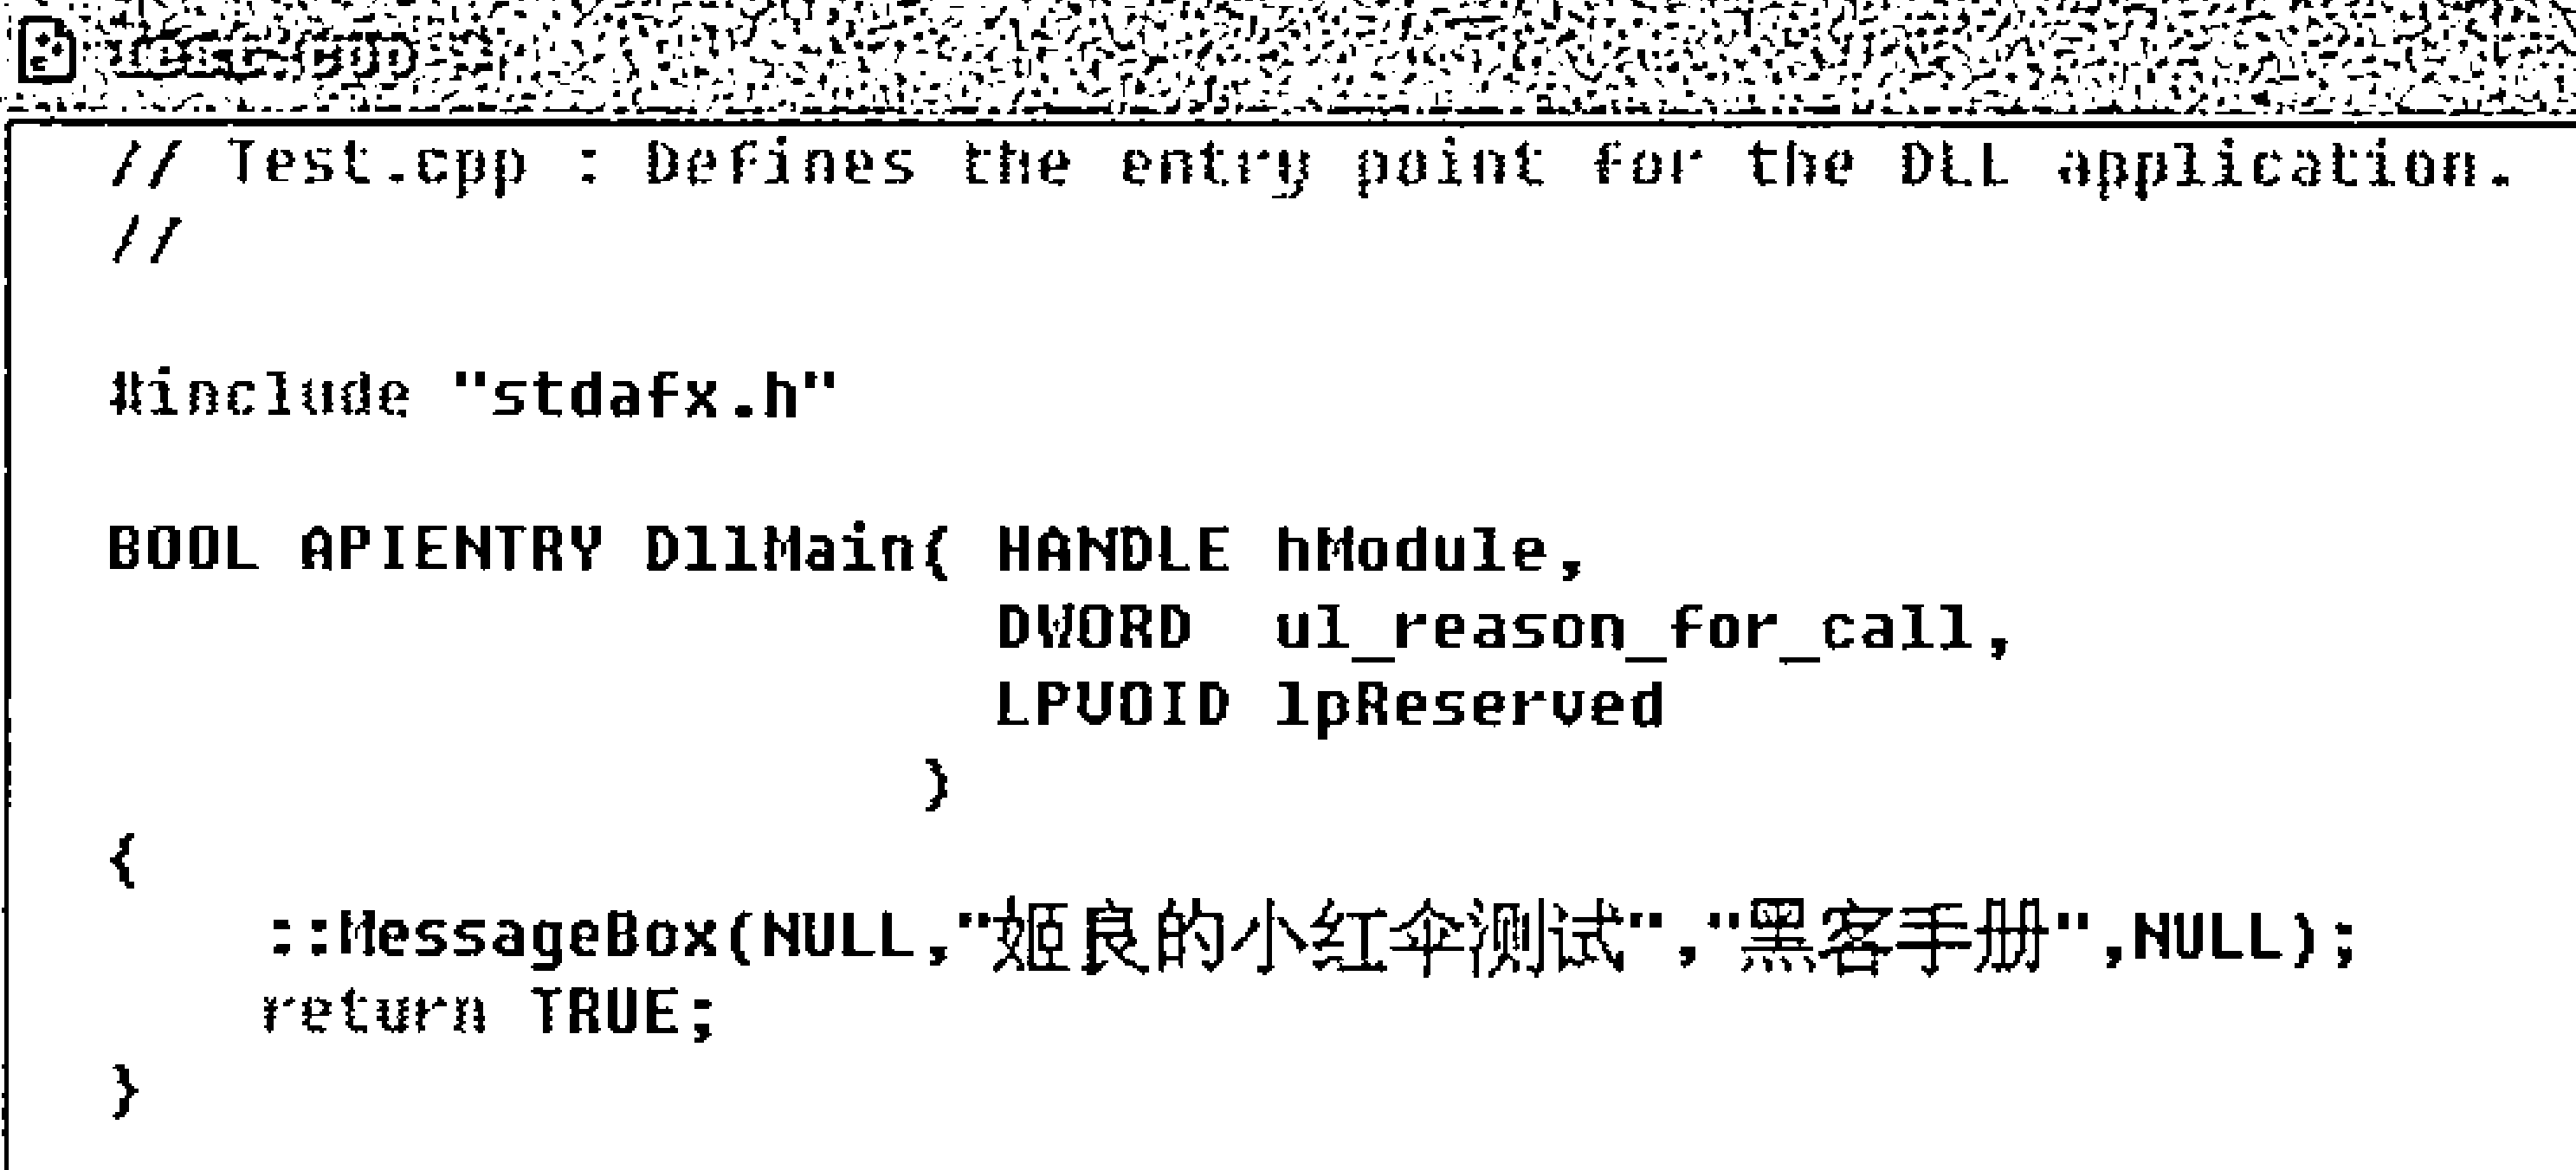 Test.cpp *
// Test.cpp : Defines the entry point for the DLL application.
//
#include "stdafx.h"
BOOL APIENTRY DllMain( HANDLE hModule,
DWORD  ul_reason_for_call,
LPVOID lpReserved
)
{
::MessageBox(NULL,"姬良的小红伞测试","黑客手册",NULL);
return TRUE;
}